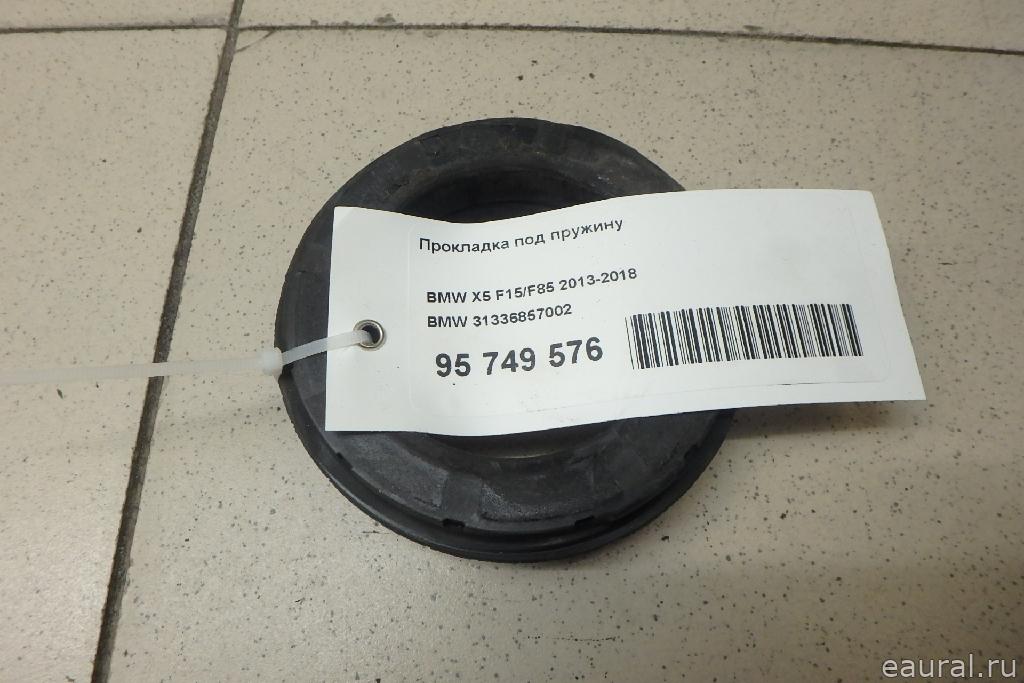 Прокладка под пружину
BMW X5 F15/F85 2013-2018
BMW 31336857002
95 749 576
eaural.ru